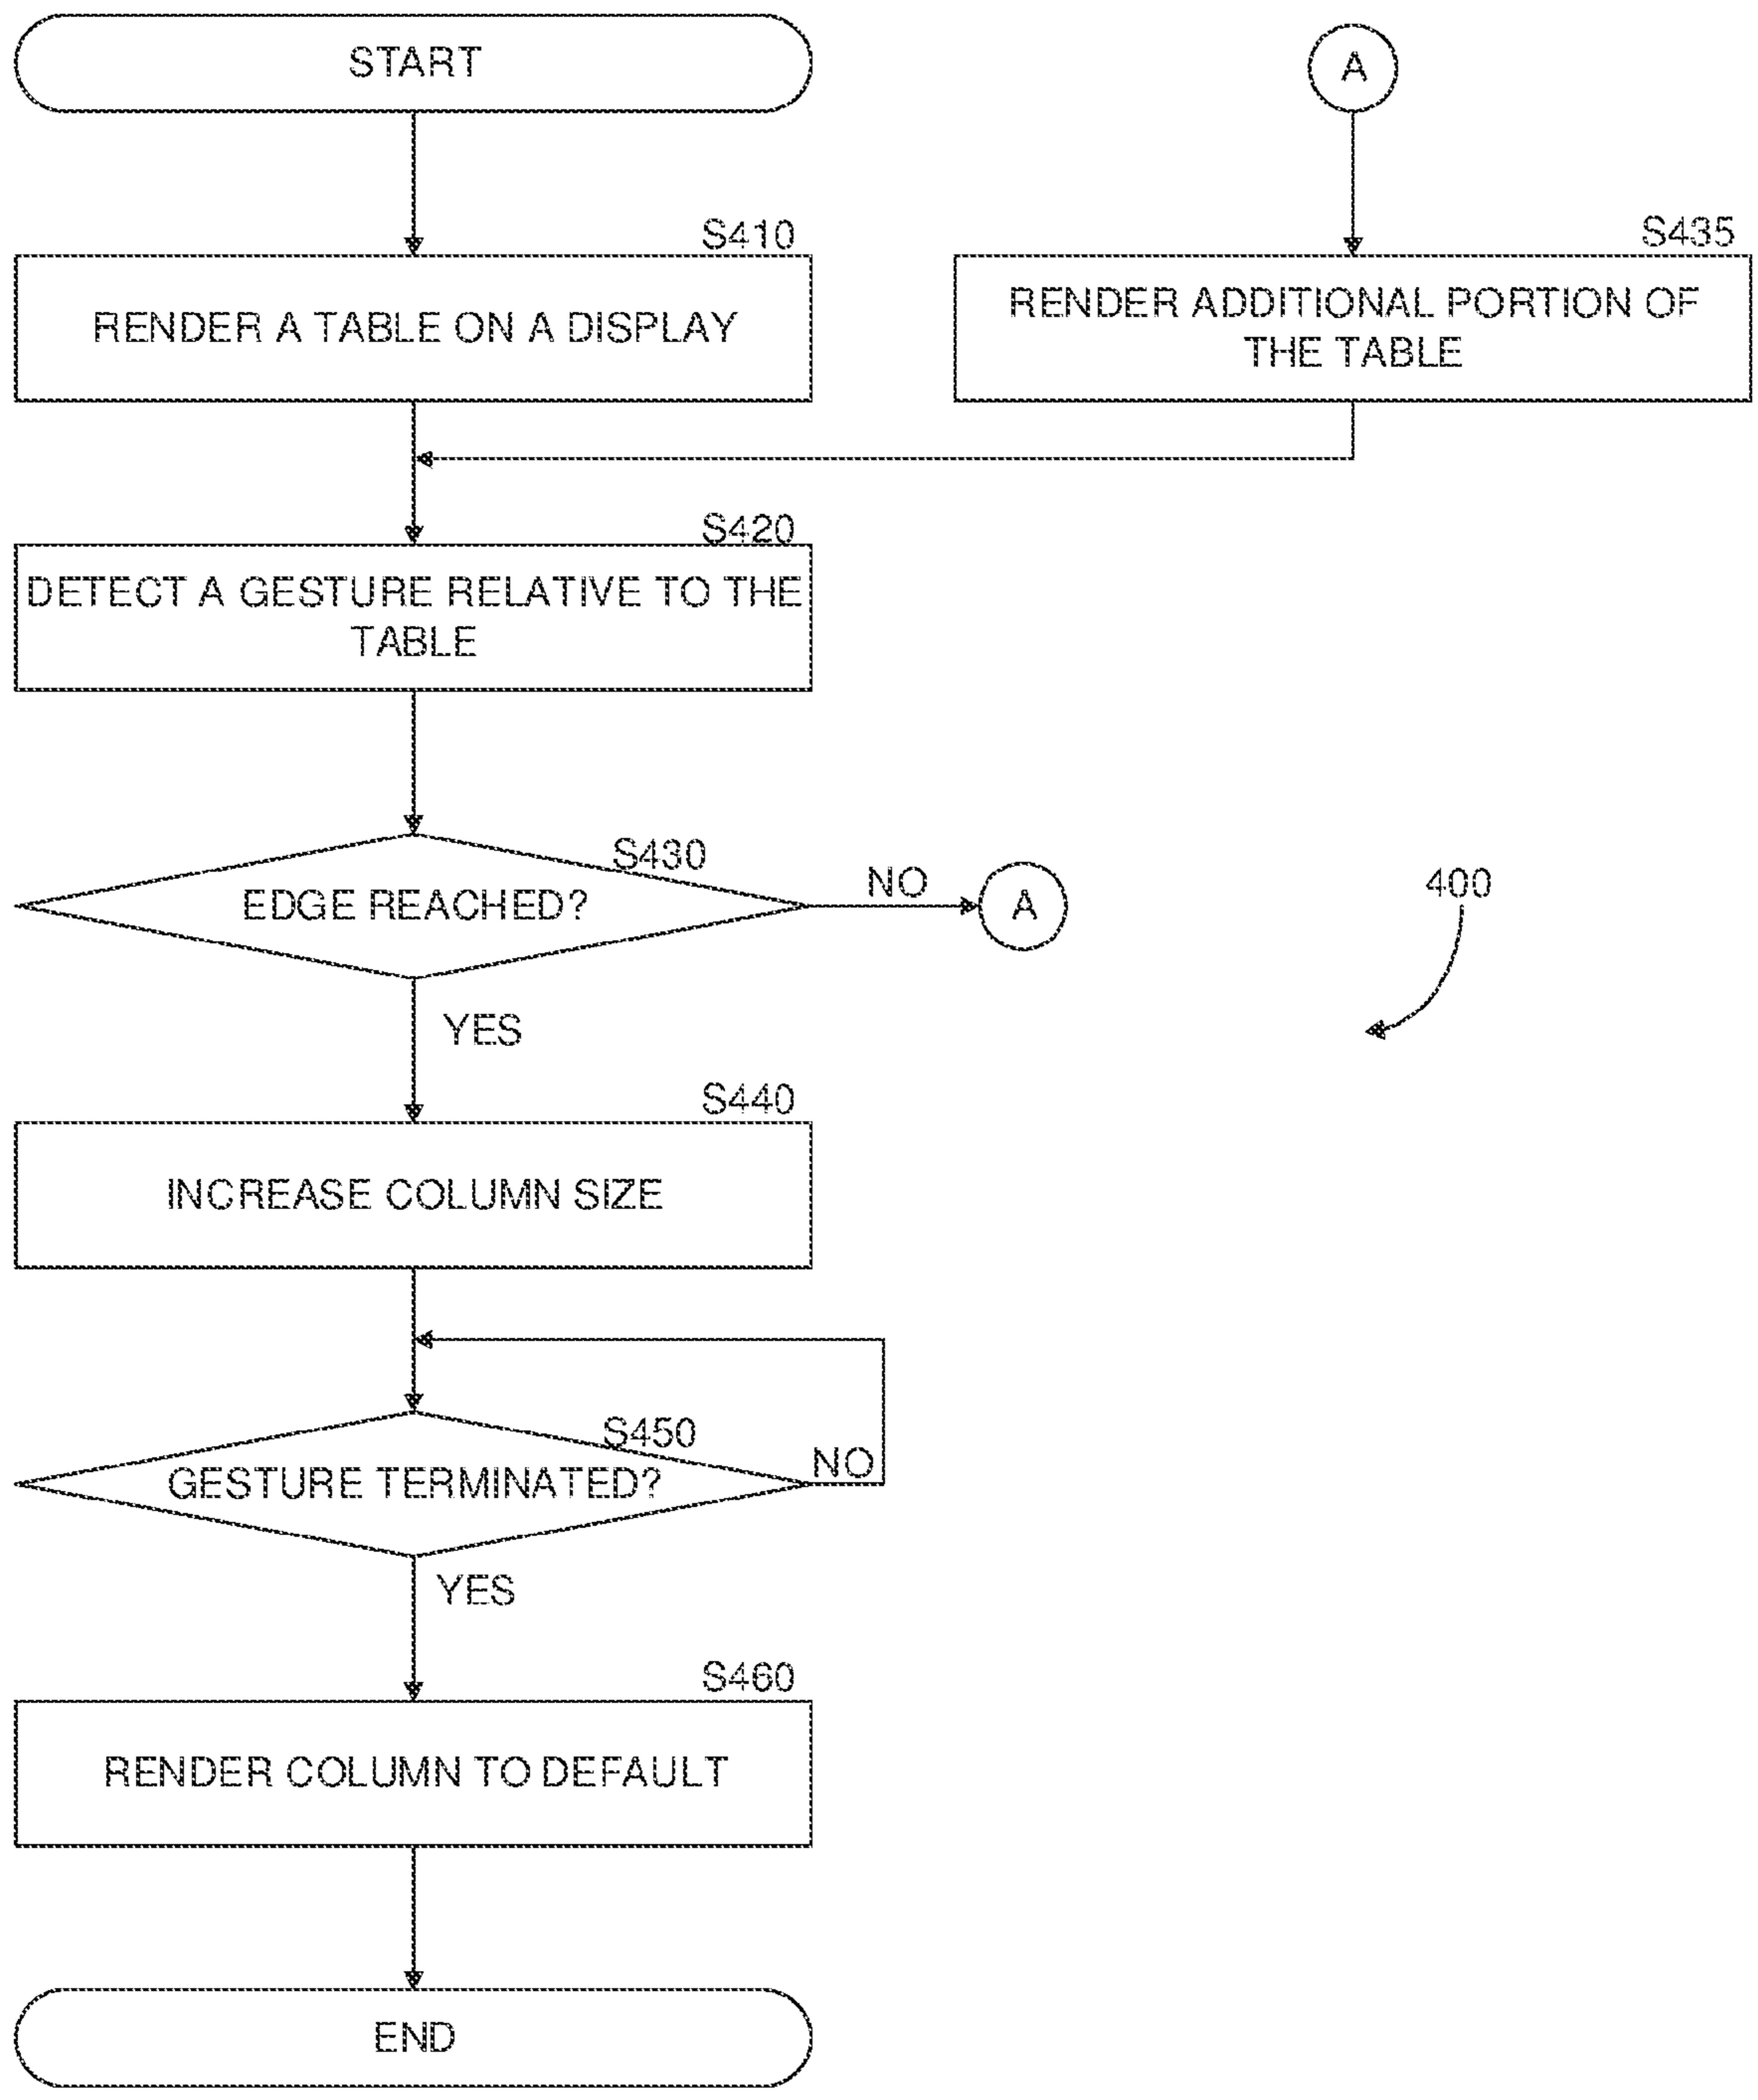 START
A
S410
RENDER A TABLE ON A DISPLAY
S435
RENDER ADDITIONAL PORTION OF
THE TABLE
S420
DETECT A GESTURE RELATIVE TO THE
TABLE
S430
EDGE REACHED?
NO
A
400
YES
S440
INCREASE COLUMN SIZE
S450
GESTURE TERMINATED?
NO
YES
S460
RENDER COLUMN TO DEFAULT
END